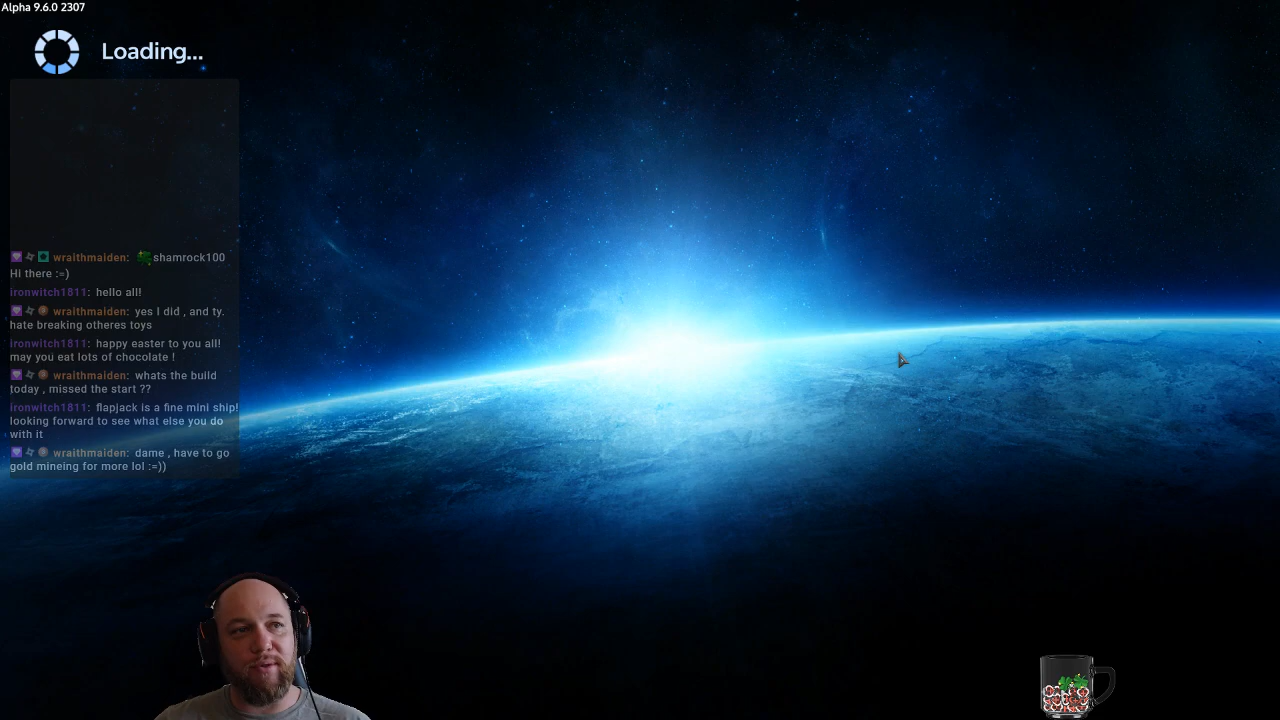 Alpha 9.6.0 2307
Loading...
wraithmaiden: shamrock100
Hi there :=)
ironwitch1811: hello all!
wraithmaiden: yes I did , and ty.
hate breaking otheres toys
ironwitch1811: happy easter to you all!
may you eat lots of chocolate !
wraithmaiden: whats the build
today , missed the start ??
ironwitch1811: flapjack is a fine mini ship!
looking forward to see what else you do
with it
wraithmaiden: dame , have to go
gold mineing for more lol :=))